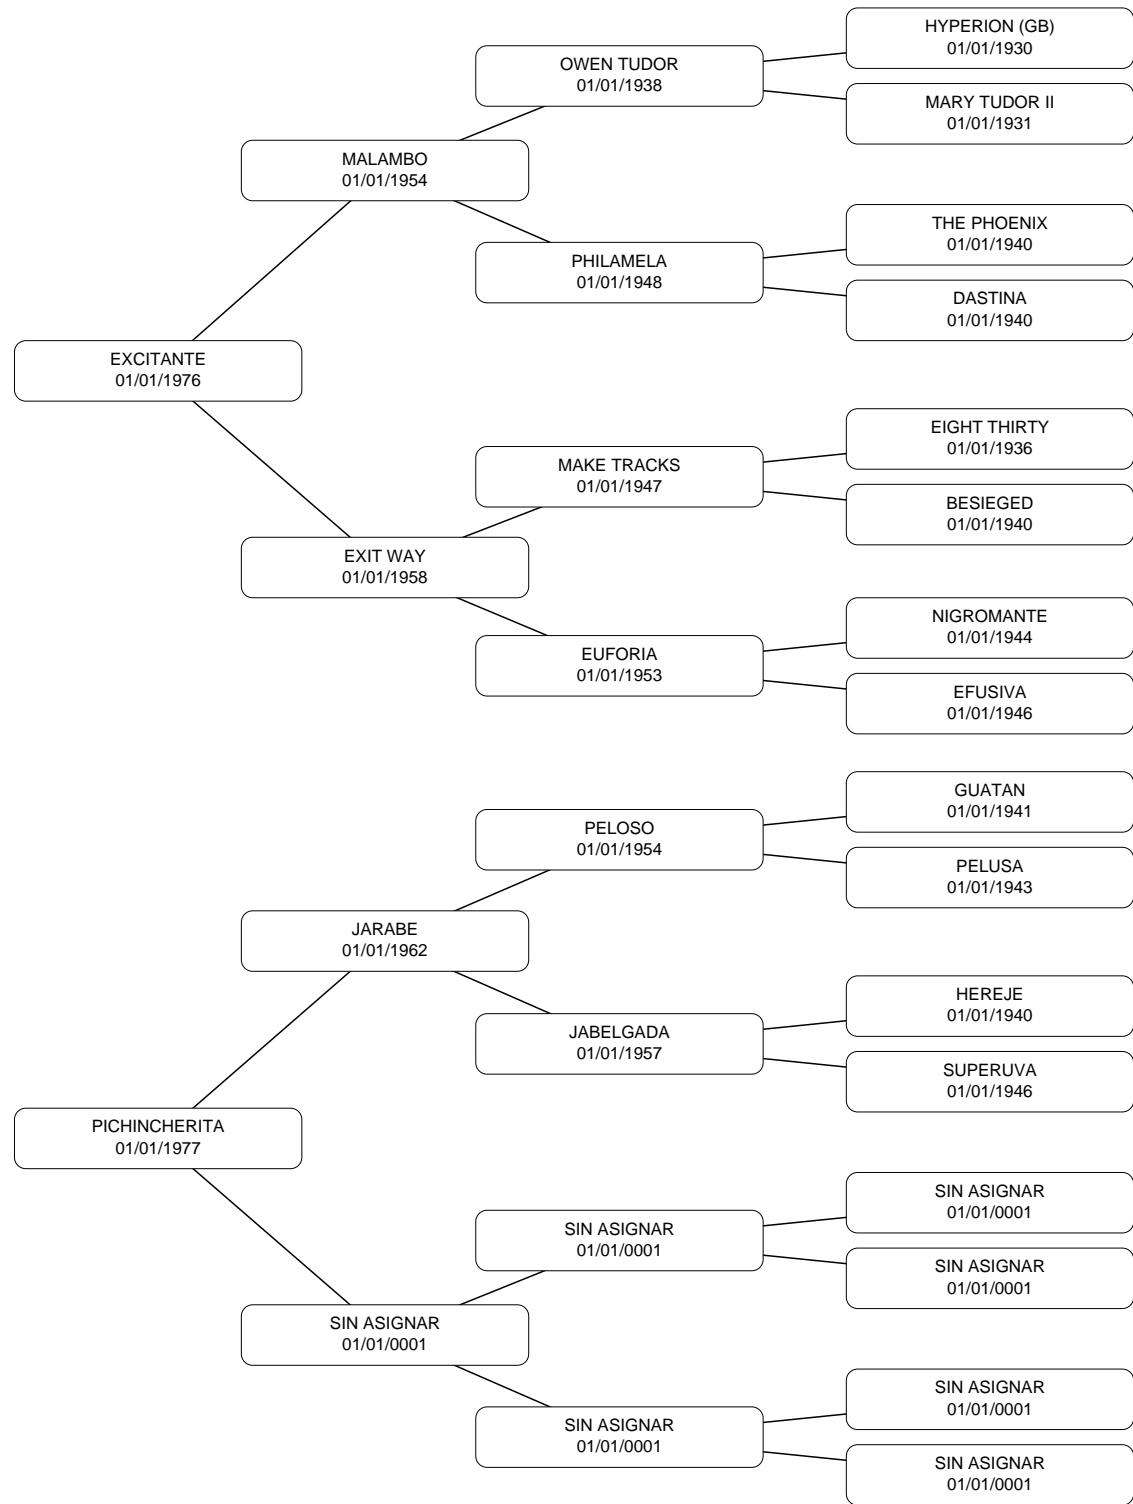 HYPERION (GB)
01/01/1930
OWEN TUDOR
01/01/1938
MARY TUDOR II
01/01/1931
MALAMBO
01/01/1954
THE PHOENIX
01/01/1940
PHILAMELA
01/01/1948
DASTINA
01/01/1940
EXCITANTE
01/01/1976
EIGHT THIRTY
01/01/1936
MAKE TRACKS
01/01/1947
BESIEGED
01/01/1940
EXIT WAY
01/01/1958
NIGROMANTE
01/01/1944
EUFORIA
01/01/1953
EFUSIVA
01/01/1946
GUATAN
01/01/1941
PELOSO
01/01/1954
PELUSA
01/01/1943
JARABE
01/01/1962
HEREJE
01/01/1940
JABELGADA
01/01/1957
SUPERUVA
01/01/1946
PICHINCHERITA
01/01/1977
SIN ASIGNAR
01/01/0001
SIN ASIGNAR
01/01/0001
SIN ASIGNAR
01/01/0001
SIN ASIGNAR
01/01/0001
SIN ASIGNAR
01/01/0001
SIN ASIGNAR
01/01/0001
SIN ASIGNAR
01/01/0001